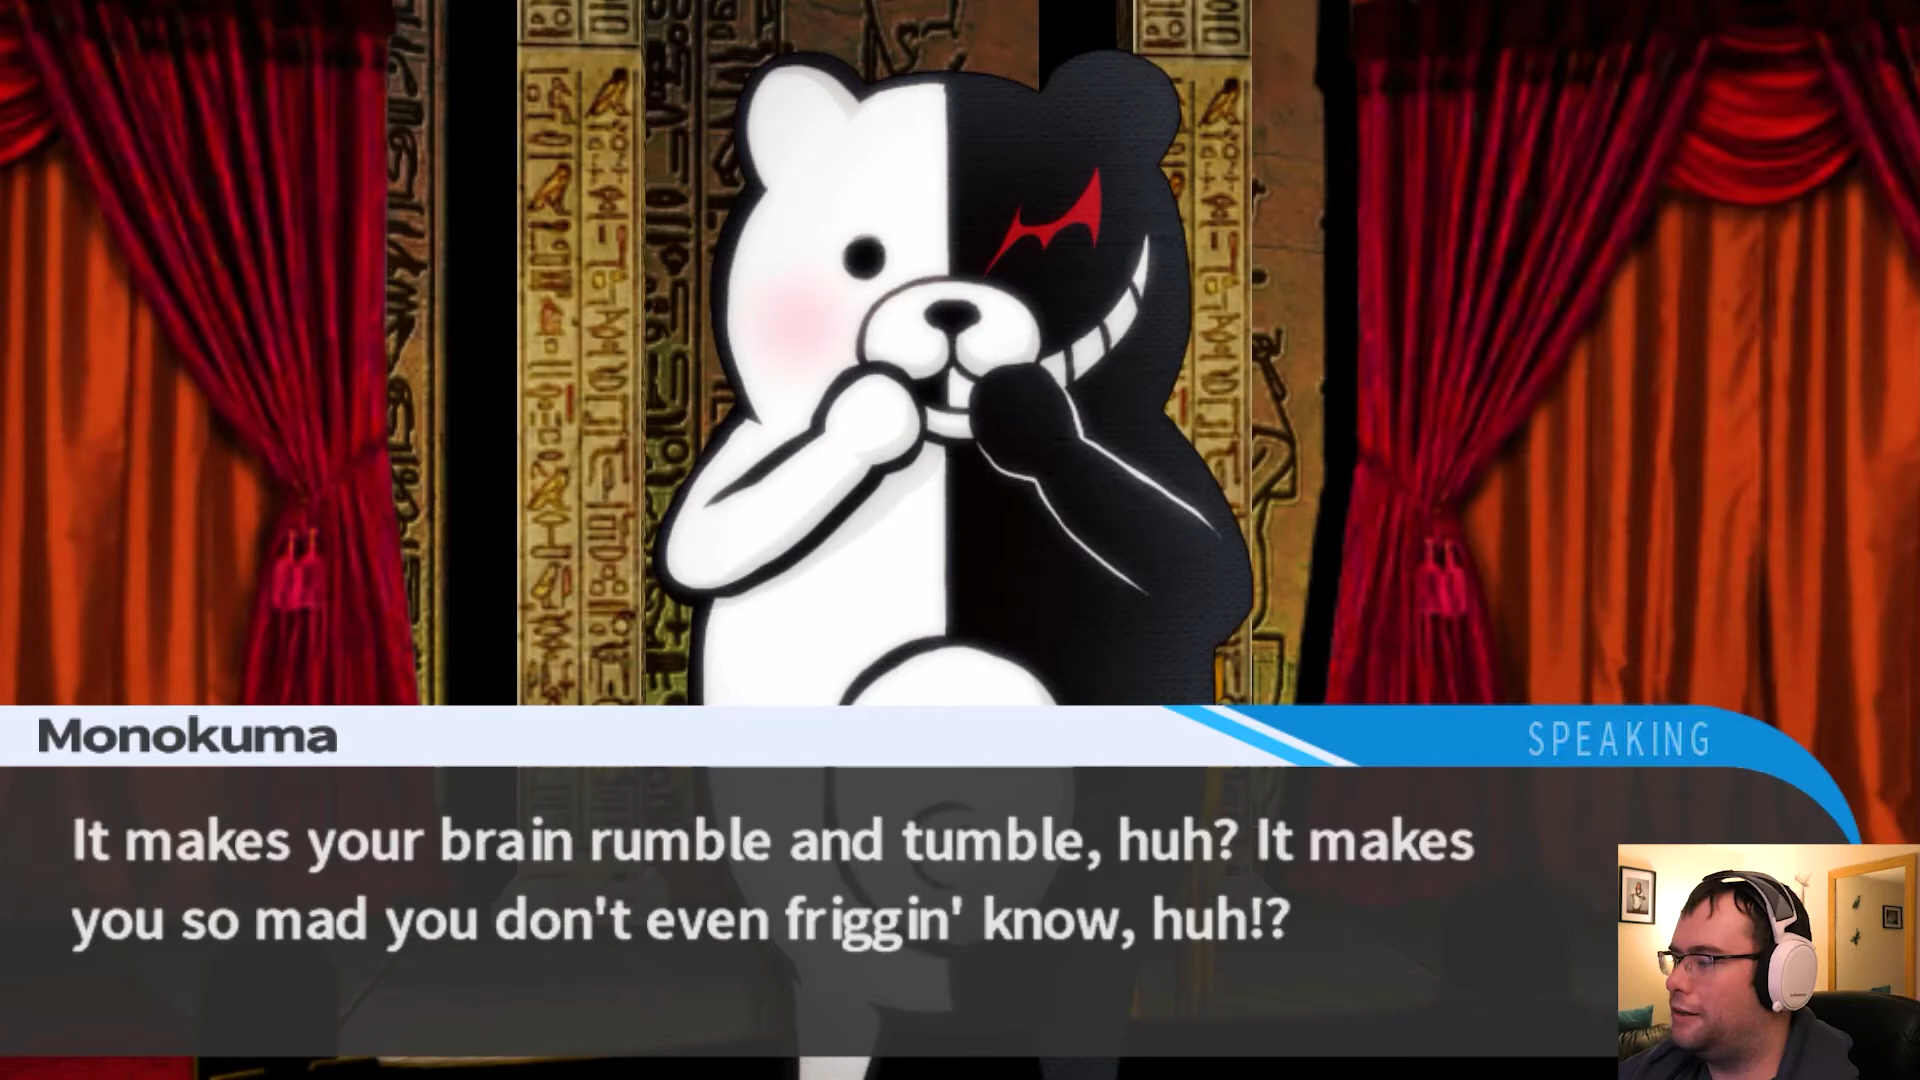 Monokuma
SPEAKING
It makes your brain rumble and tumble, huh? It makes
you so mad you don't even friggin' know, huh!?